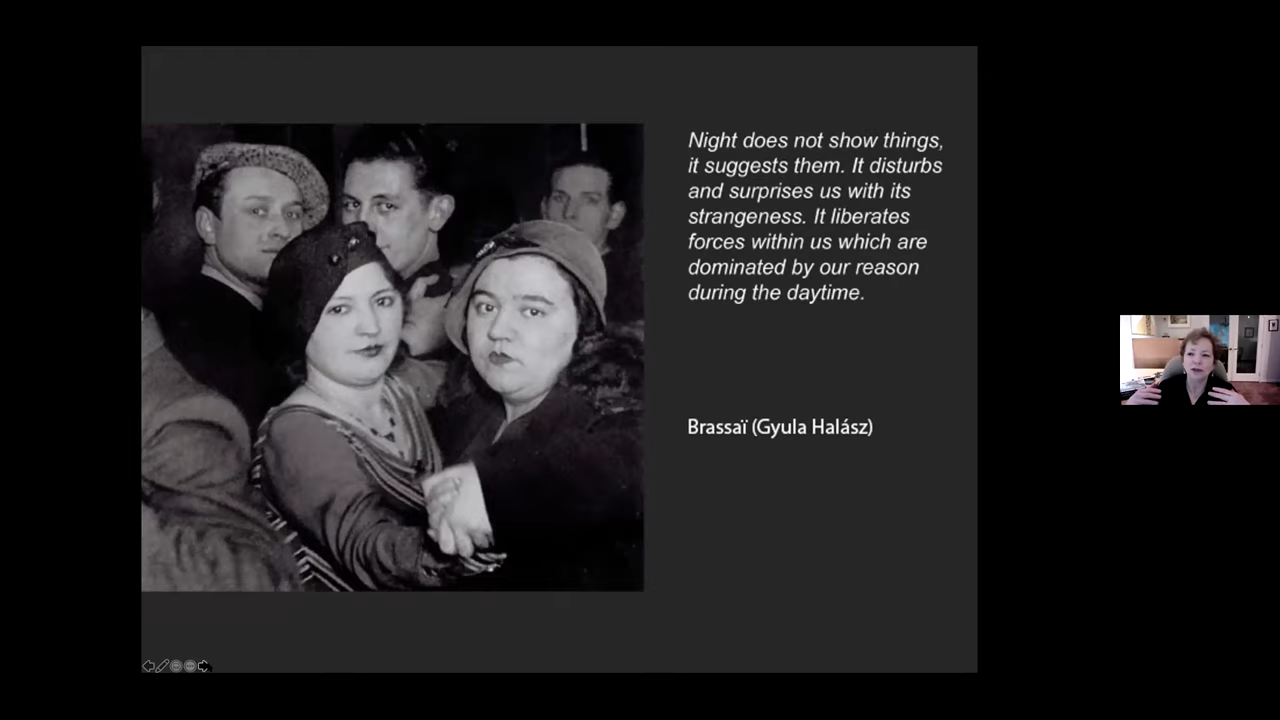 Night does not show things,
it suggests them. It disturbs
and surprises us with its
strangeness. It liberates
forces within us which are
dominated by our reason
during the daytime.
Brassaï (Gyula Halász)